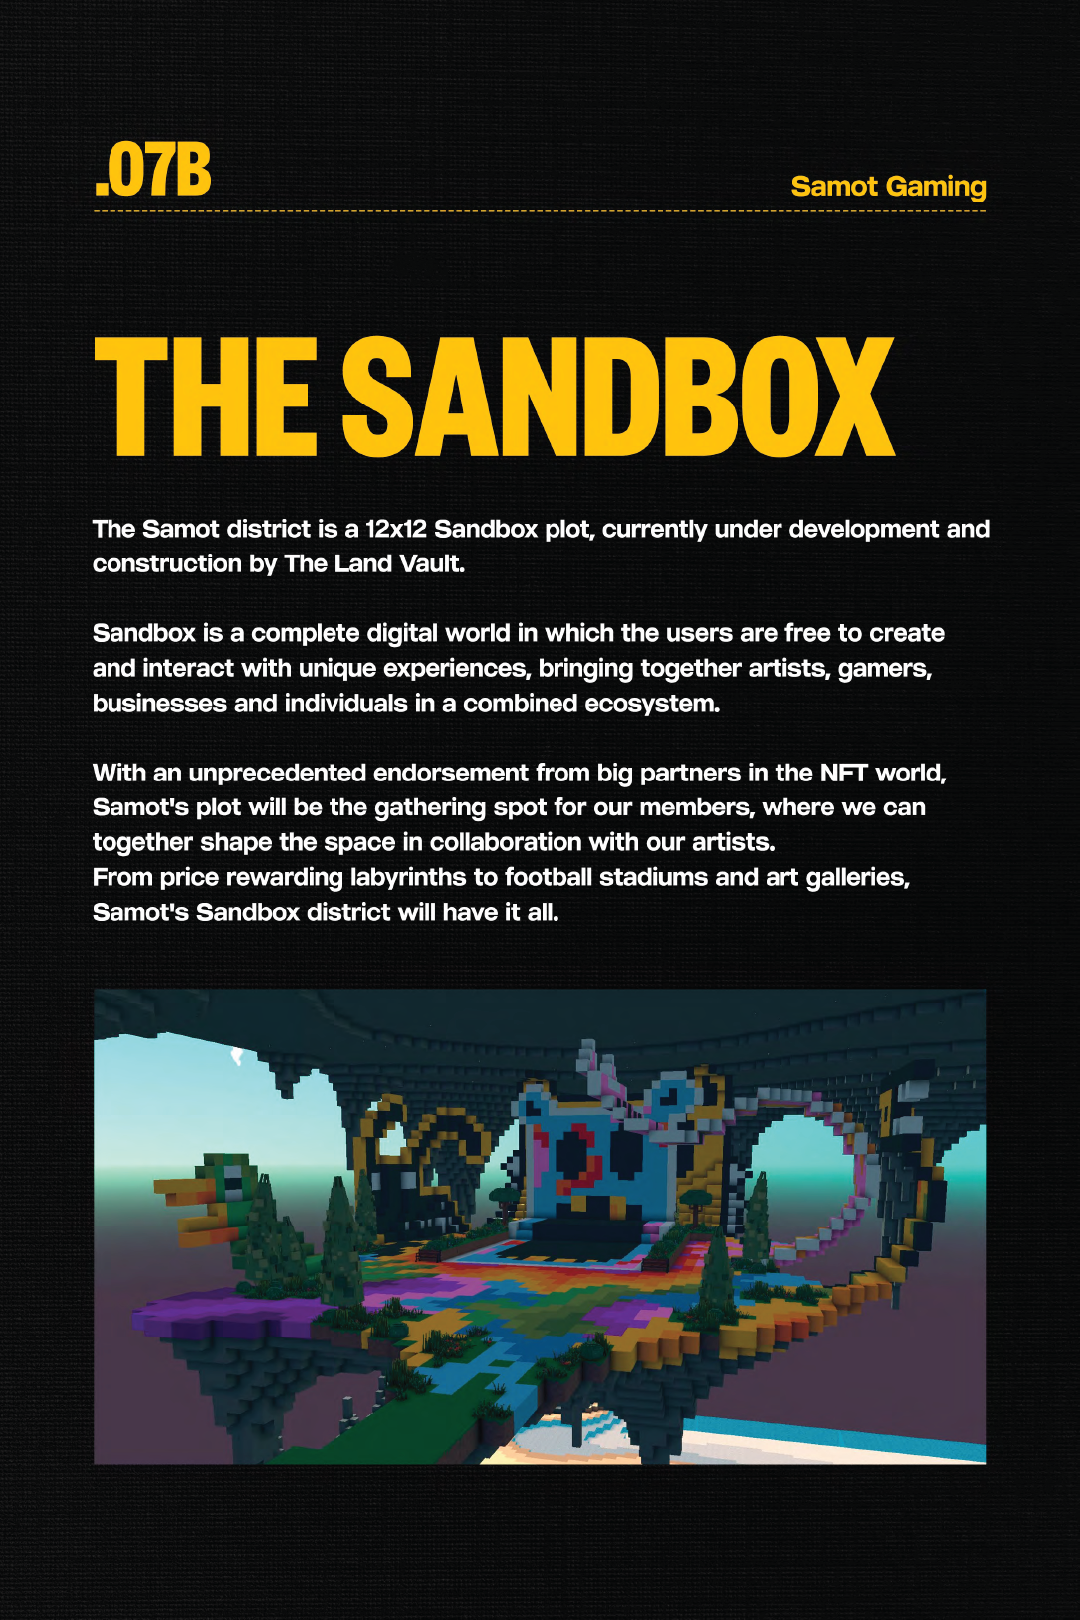 .07B
Samot Gaming
THE SANDBOX
The Samot district is a 12x12 Sandbox plot, currently under development and
construction by The Land Vault.
Sandbox is a complete digital world in which the users are free to create
and interact with unique experiences, bringing together artists, gamers,
businesses and individuals in a combined ecosystem.
With an unprecedented endorsement from big partners in the NFT world,
Samot's plot will be the gathering spot for our members, where we can
together shape the space in collaboration with our artists.
From price rewarding labyrinths to football stadiums and art galleries,
Samot's Sandbox district will have it all.